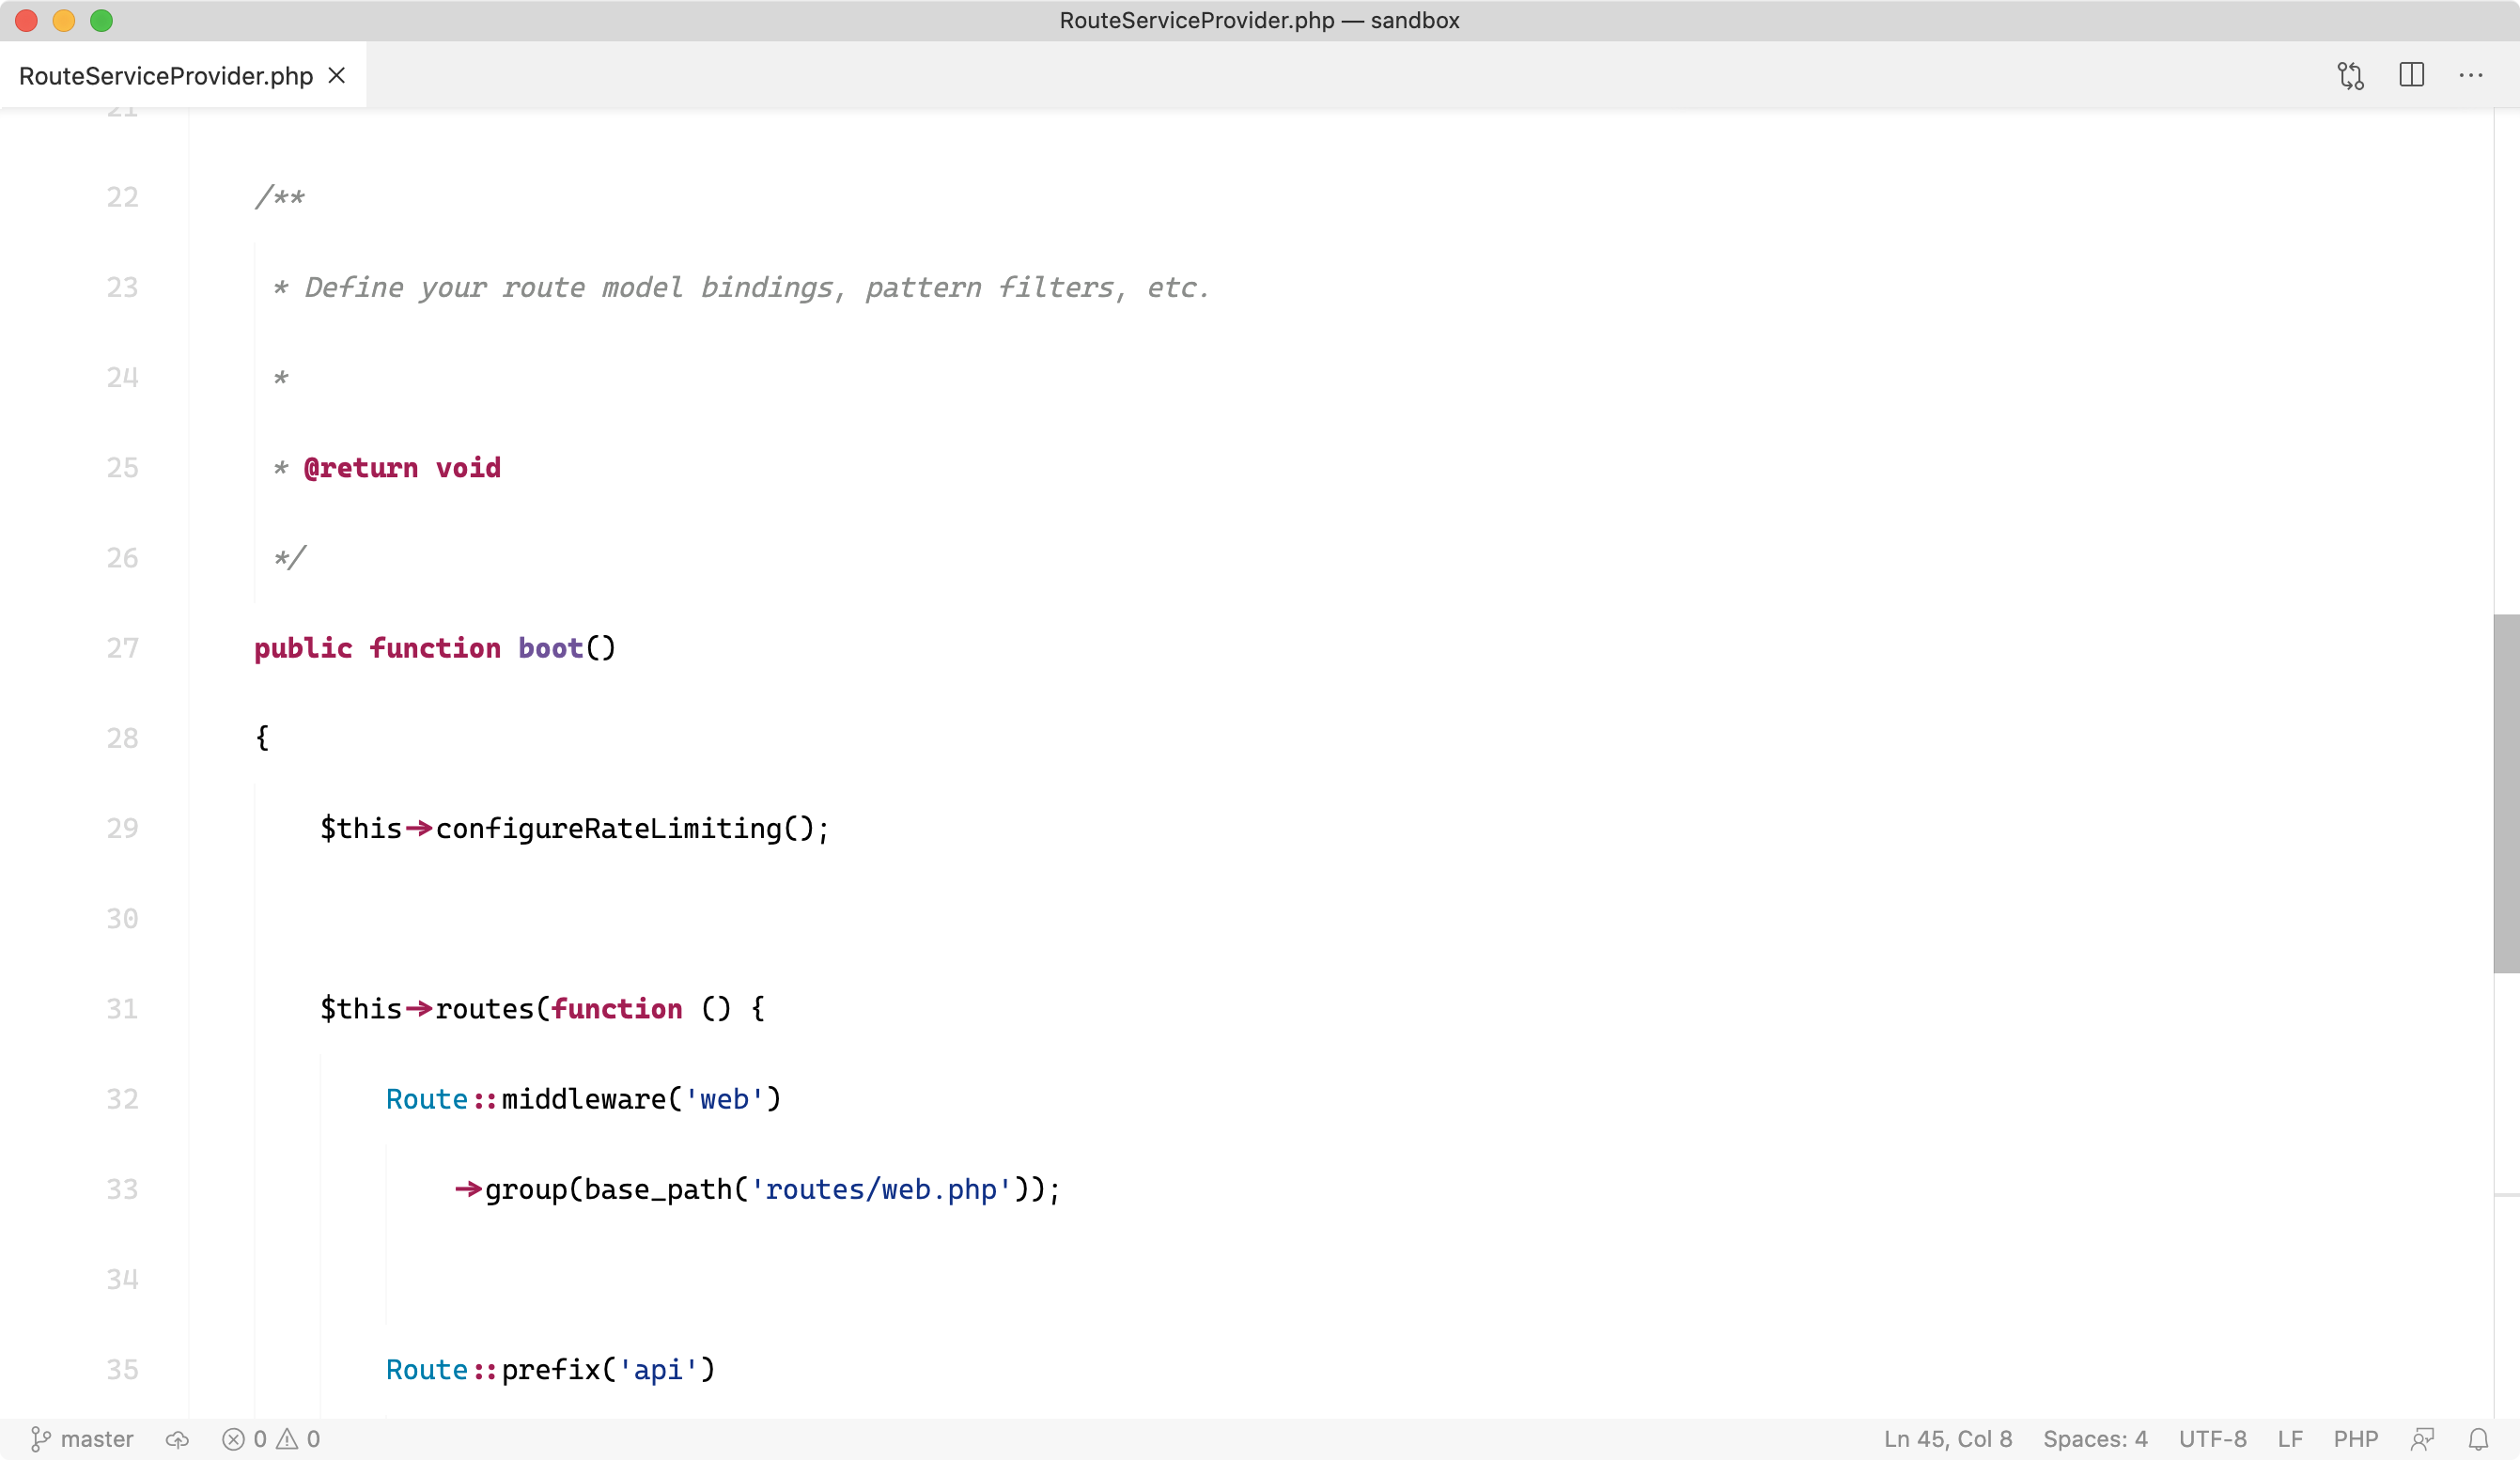 RouteServiceProvider.php — sandbox
RouteServiceProvider.php
21
22 /**
23 * Define your route model bindings, pattern filters, etc.
24 *
25 * @return void
26 */
27 public function boot()
28 {
29 $this->configureRateLimiting();
30
31 $this->routes(function () {
32 Route::middleware('web')
33 ->group(base_path('routes/web.php'));
34
35 Route::prefix('api')
master 0 0 Ln 45, Col 8 Spaces: 4 UTF-8 LF PHP